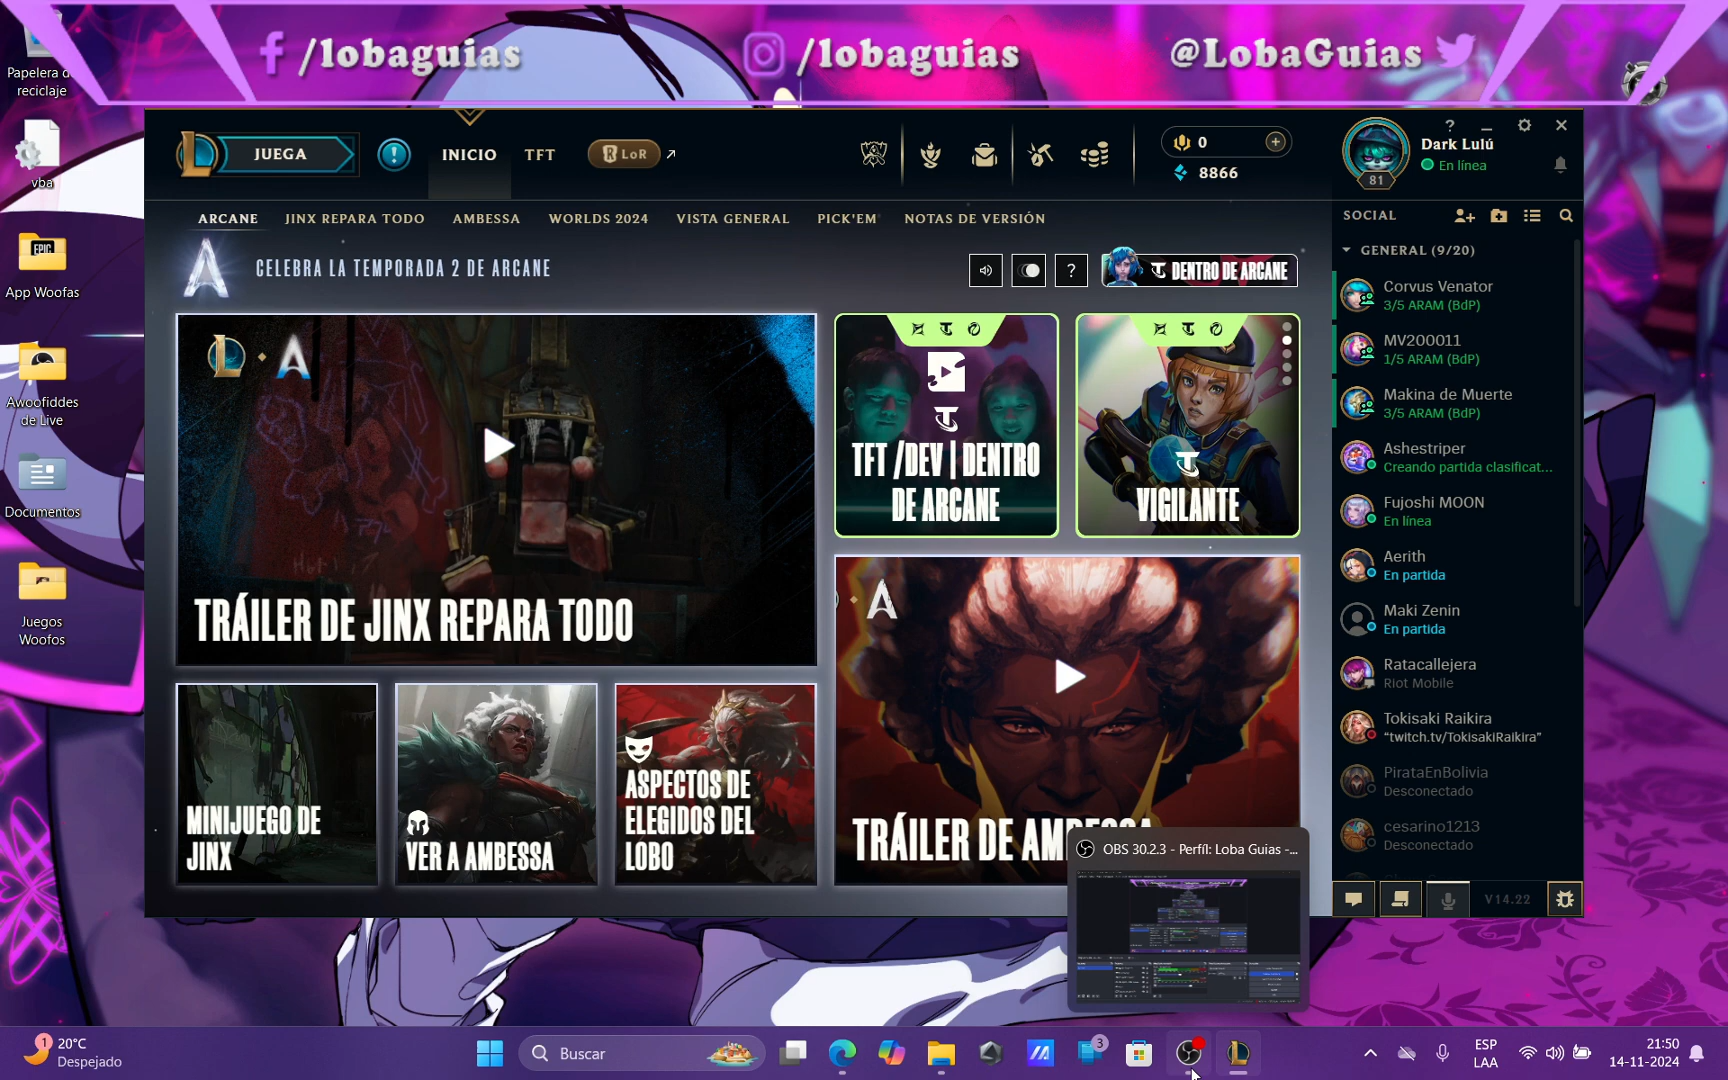 /lobaguias
/lobaguias
@LobaGuias
Papelera de
reciclaje
vba
EPIC
App Woofas
Awoofiddes
de Live
Documentos
Juegos
Woofos
JUEGA
INICIO
TFT
LoR
0
8866
81
Dark Lulú
En línea
ARCANE
JINX REPARA TODO
AMBESSA
WORLDS 2024
VISTA GENERAL
PICK'EM
NOTAS DE VERSIÓN
CELEBRA LA TEMPORADA 2 DE ARCANE
?
DENTRO DE ARCANE
TRÁILER DE JINX REPARA TODO
TFT /DEV | DENTRO
DE ARCANE
VIGILANTE
MINIJUEGO DE
JINX
VER A AMBESSA
ASPECTOS DE
ELEGIDOS DEL
LOBO
TRÁILER DE AMBESSA
SOCIAL
GENERAL (9/20)
Corvus Venator
3/5 ARAM (BdP)
MV200011
1/5 ARAM (BdP)
Makina de Muerte
3/5 ARAM (BdP)
Ashestriper
Creando partida clasificat...
Fujoshi MOON
En línea
Aerith
En partida
Maki Zenin
En partida
Ratacallejera
Riot Mobile
Tokisaki Raikira
“twitch.tv/TokisakiRaikira”
PirataEnBolivia
Desconectado
cesarino1213
Desconectado
V14.22
OBS 30.2.3 - Perfil: Loba Guias -...
1
20°C
Despejado
Buscar
3
ESP
LAA
21:50
14-11-2024